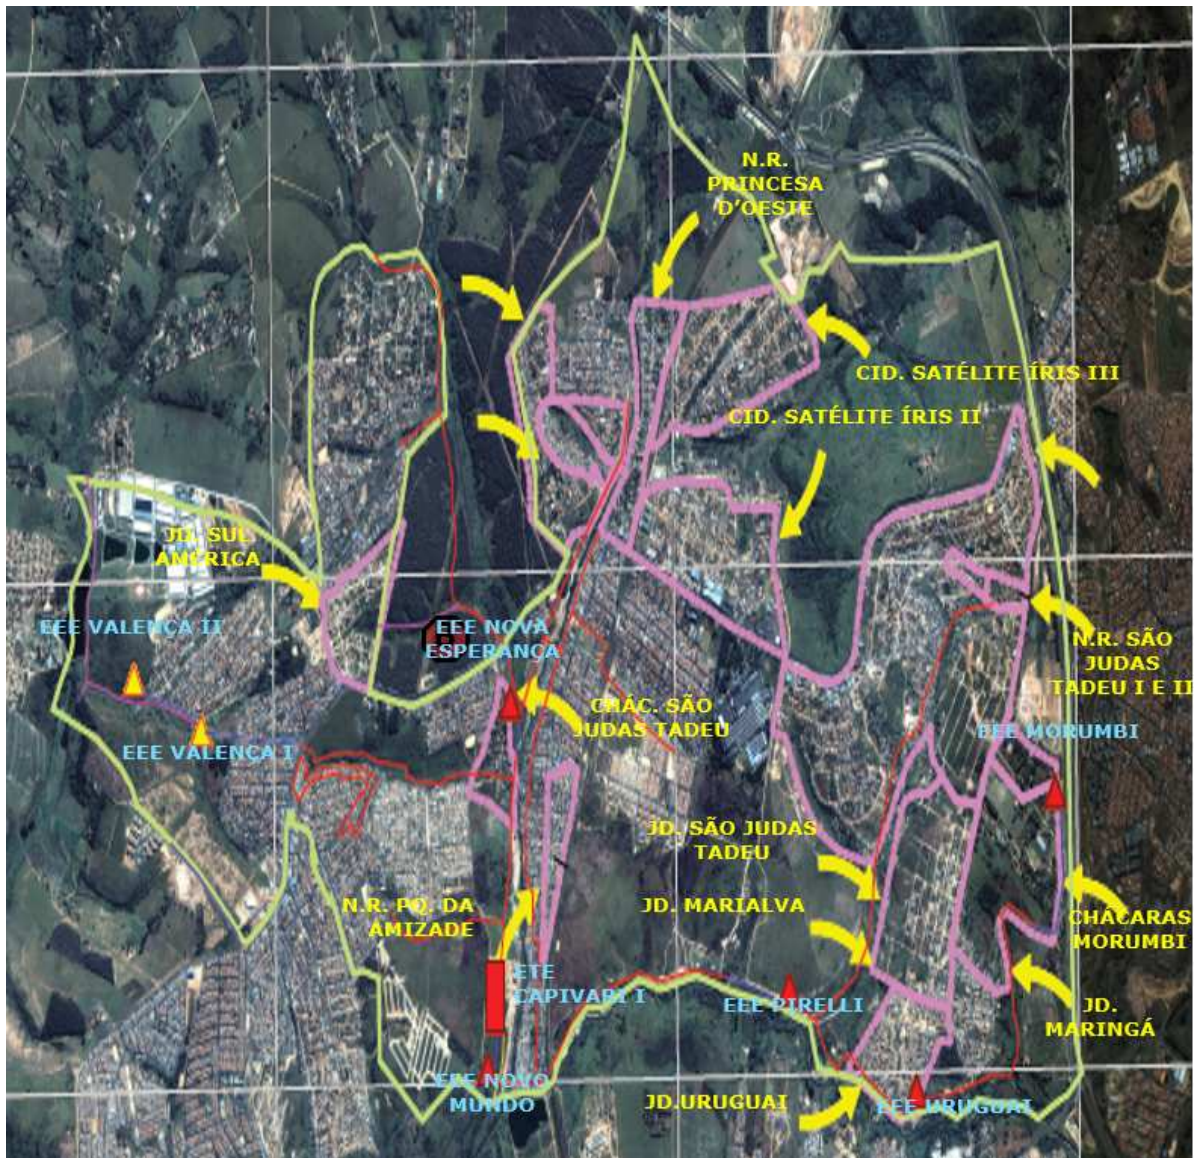 N.R.
PRINCESA
D'OESTE
CID. SATÉLITE ÍRIS III
CID. SATÉLITE ÍRIS II
JD. SUL
AMÉRICA
EEE VALENÇA II
EEE NOVA
ESPERANÇA
N.R. SÃO
JUDAS
TADEU I E II
CHÁC. SÃO
JUDAS TADEU
EEE MORUMBI
EEE VALENÇA I
JD. SÃO JUDAS
TADEU
N.R. PQ. DA
AMIZADE
JD. MARIALVA
CHÁCARAS
MORUMBI
ETE
CAPIVARI I
EEE PIRELLI
JD.
MARINGÁ
EEE NOVO
MUNDO
JD.URUGUAI
EEE URUGUAI